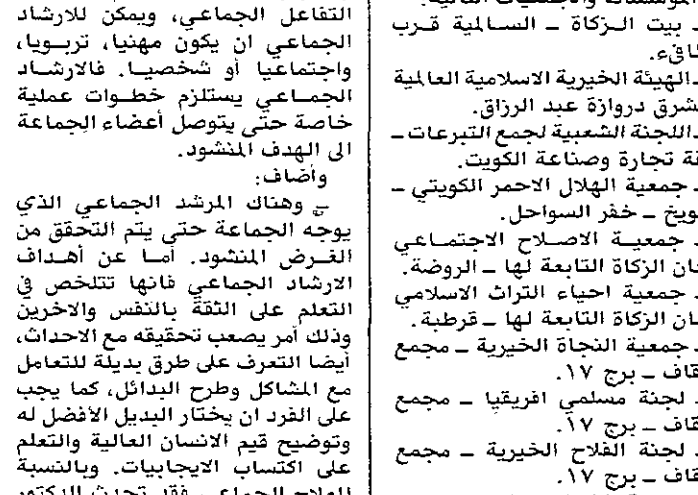 التفاعل الجماعي، ويمكن للارشاد
الجماعي ان يكون مهنيا، تربويا،
واجتماعيا أو شخصيا. فالارشاد
الجماعي يستلزم خطوات عملية
خاصة حتى يتوصل أعضاء الجماعة
الى الهدف المنشود.
وأضاف:
ـ وهناك المرشد الجماعي الذي
يوجه الجماعة حتى يتم التحقق من
الغرض المنشود. أما عن أهداف
الارشاد الجماعي فانها تتلخص في
التعلم على الثقة بالنفس والاخرين
وذلك أمر يصعب تحقيقه مع الاحداث،
أيضا التعرف على طرق بديلة للتعامل
مع المشاكل وطرح البدائل، كما يجب
على الفرد ان يختار البديل الأفضل له
وتوضيح قيم الانسان العالية والتعلم
على اكتساب الايجابيات. وبالنسبة
للعلاج الجماعي فقد تحدث الدكتور
ـ بيت الزكاة ـ السالمية قرب
ـ الهيئة الخيرية الاسلامية العالمية
شرق دروازة عبد الرزاق.
ـ اللجنة الشعبية لجمع التبرعات ـ
تجارة وصناعة الكويت.
ـ جمعية الهلال الاحمر الكويتي ـ
ـ خفر السواحل.
ـ جمعية الاصلاح الاجتماعي
الزكاة التابعة لها ـ الروضة.
ـ جمعية احياء التراث الاسلامي
الزكاة التابعة لها ـ قرطبة.
ـ جمعية النجاة الخيرية ـ مجمع
ـ برج ١٧.
ـ لجنة مسلمي افريقيا ـ مجمع
ـ برج ١٧.
ـ لجنة الفلاح الخيرية ـ مجمع
ـ برج ١٧.